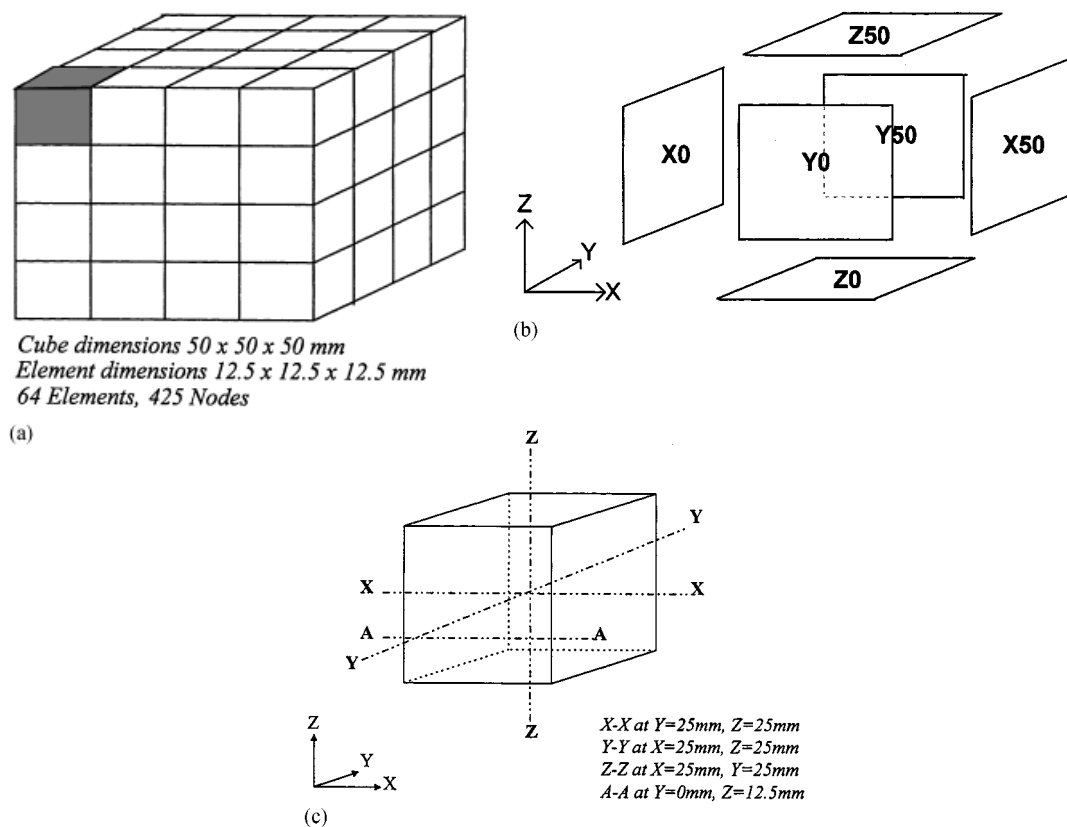 Z50
X0
Y0
Y50
X50
Z0
Z
Y
X
(b)
Cube dimensions 50 x 50 x 50 mm
Element dimensions 12.5 x 12.5 x 12.5 mm
64 Elements, 425 Nodes
(a)
Z
Y
X
X
A
A
Y
Z
Z
Y
X
X-X at Y=25mm, Z=25mm
Y-Y at X=25mm, Z=25mm
Z-Z at X=25mm, Y=25mm
A-A at Y=0mm, Z=12.5mm
(c)